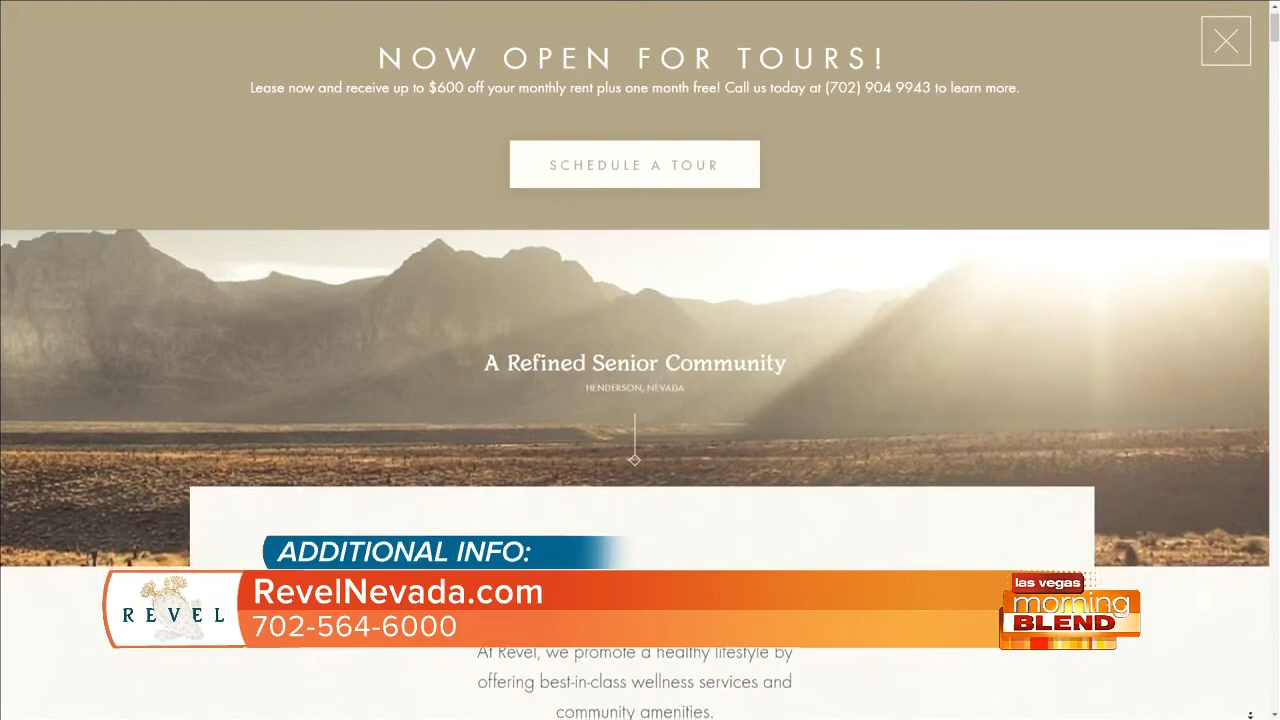 NOW OPEN FOR TOURS!
Lease now and receive up to $600 off your monthly rent plus one month free! Call us today at (702) 904 9943 to learn more.
SCHEDULE A TOUR
A Refined Senior Community
HENDERSON, NEVADA
ADDITIONAL INFO:
REVEL
RevelNevada.com
702-564-6000
las vegas
morning
BLEND
At Revel, we promote a healthy lifestyle by
offering best-in-class wellness services and
community amenities,